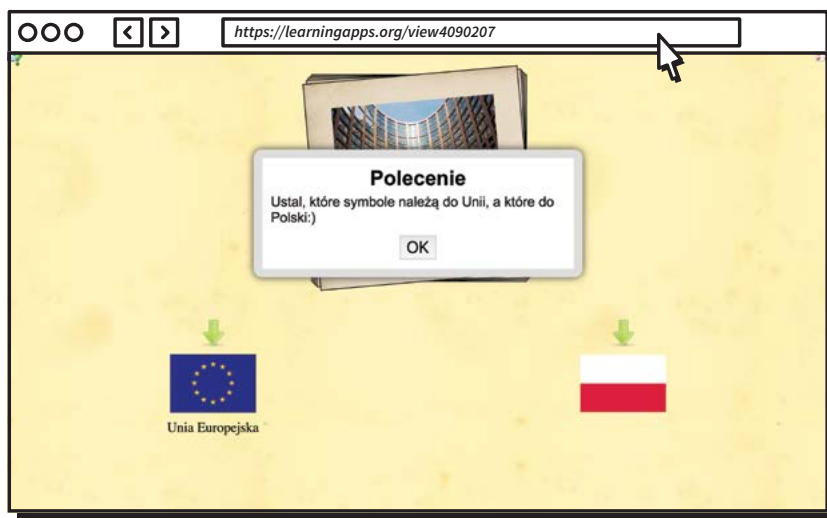 https://learningapps.org/view4090207
Polecenie
Ustal, które symbole należą do Unii, a które do
Polski:)
OK
Unia Europejska